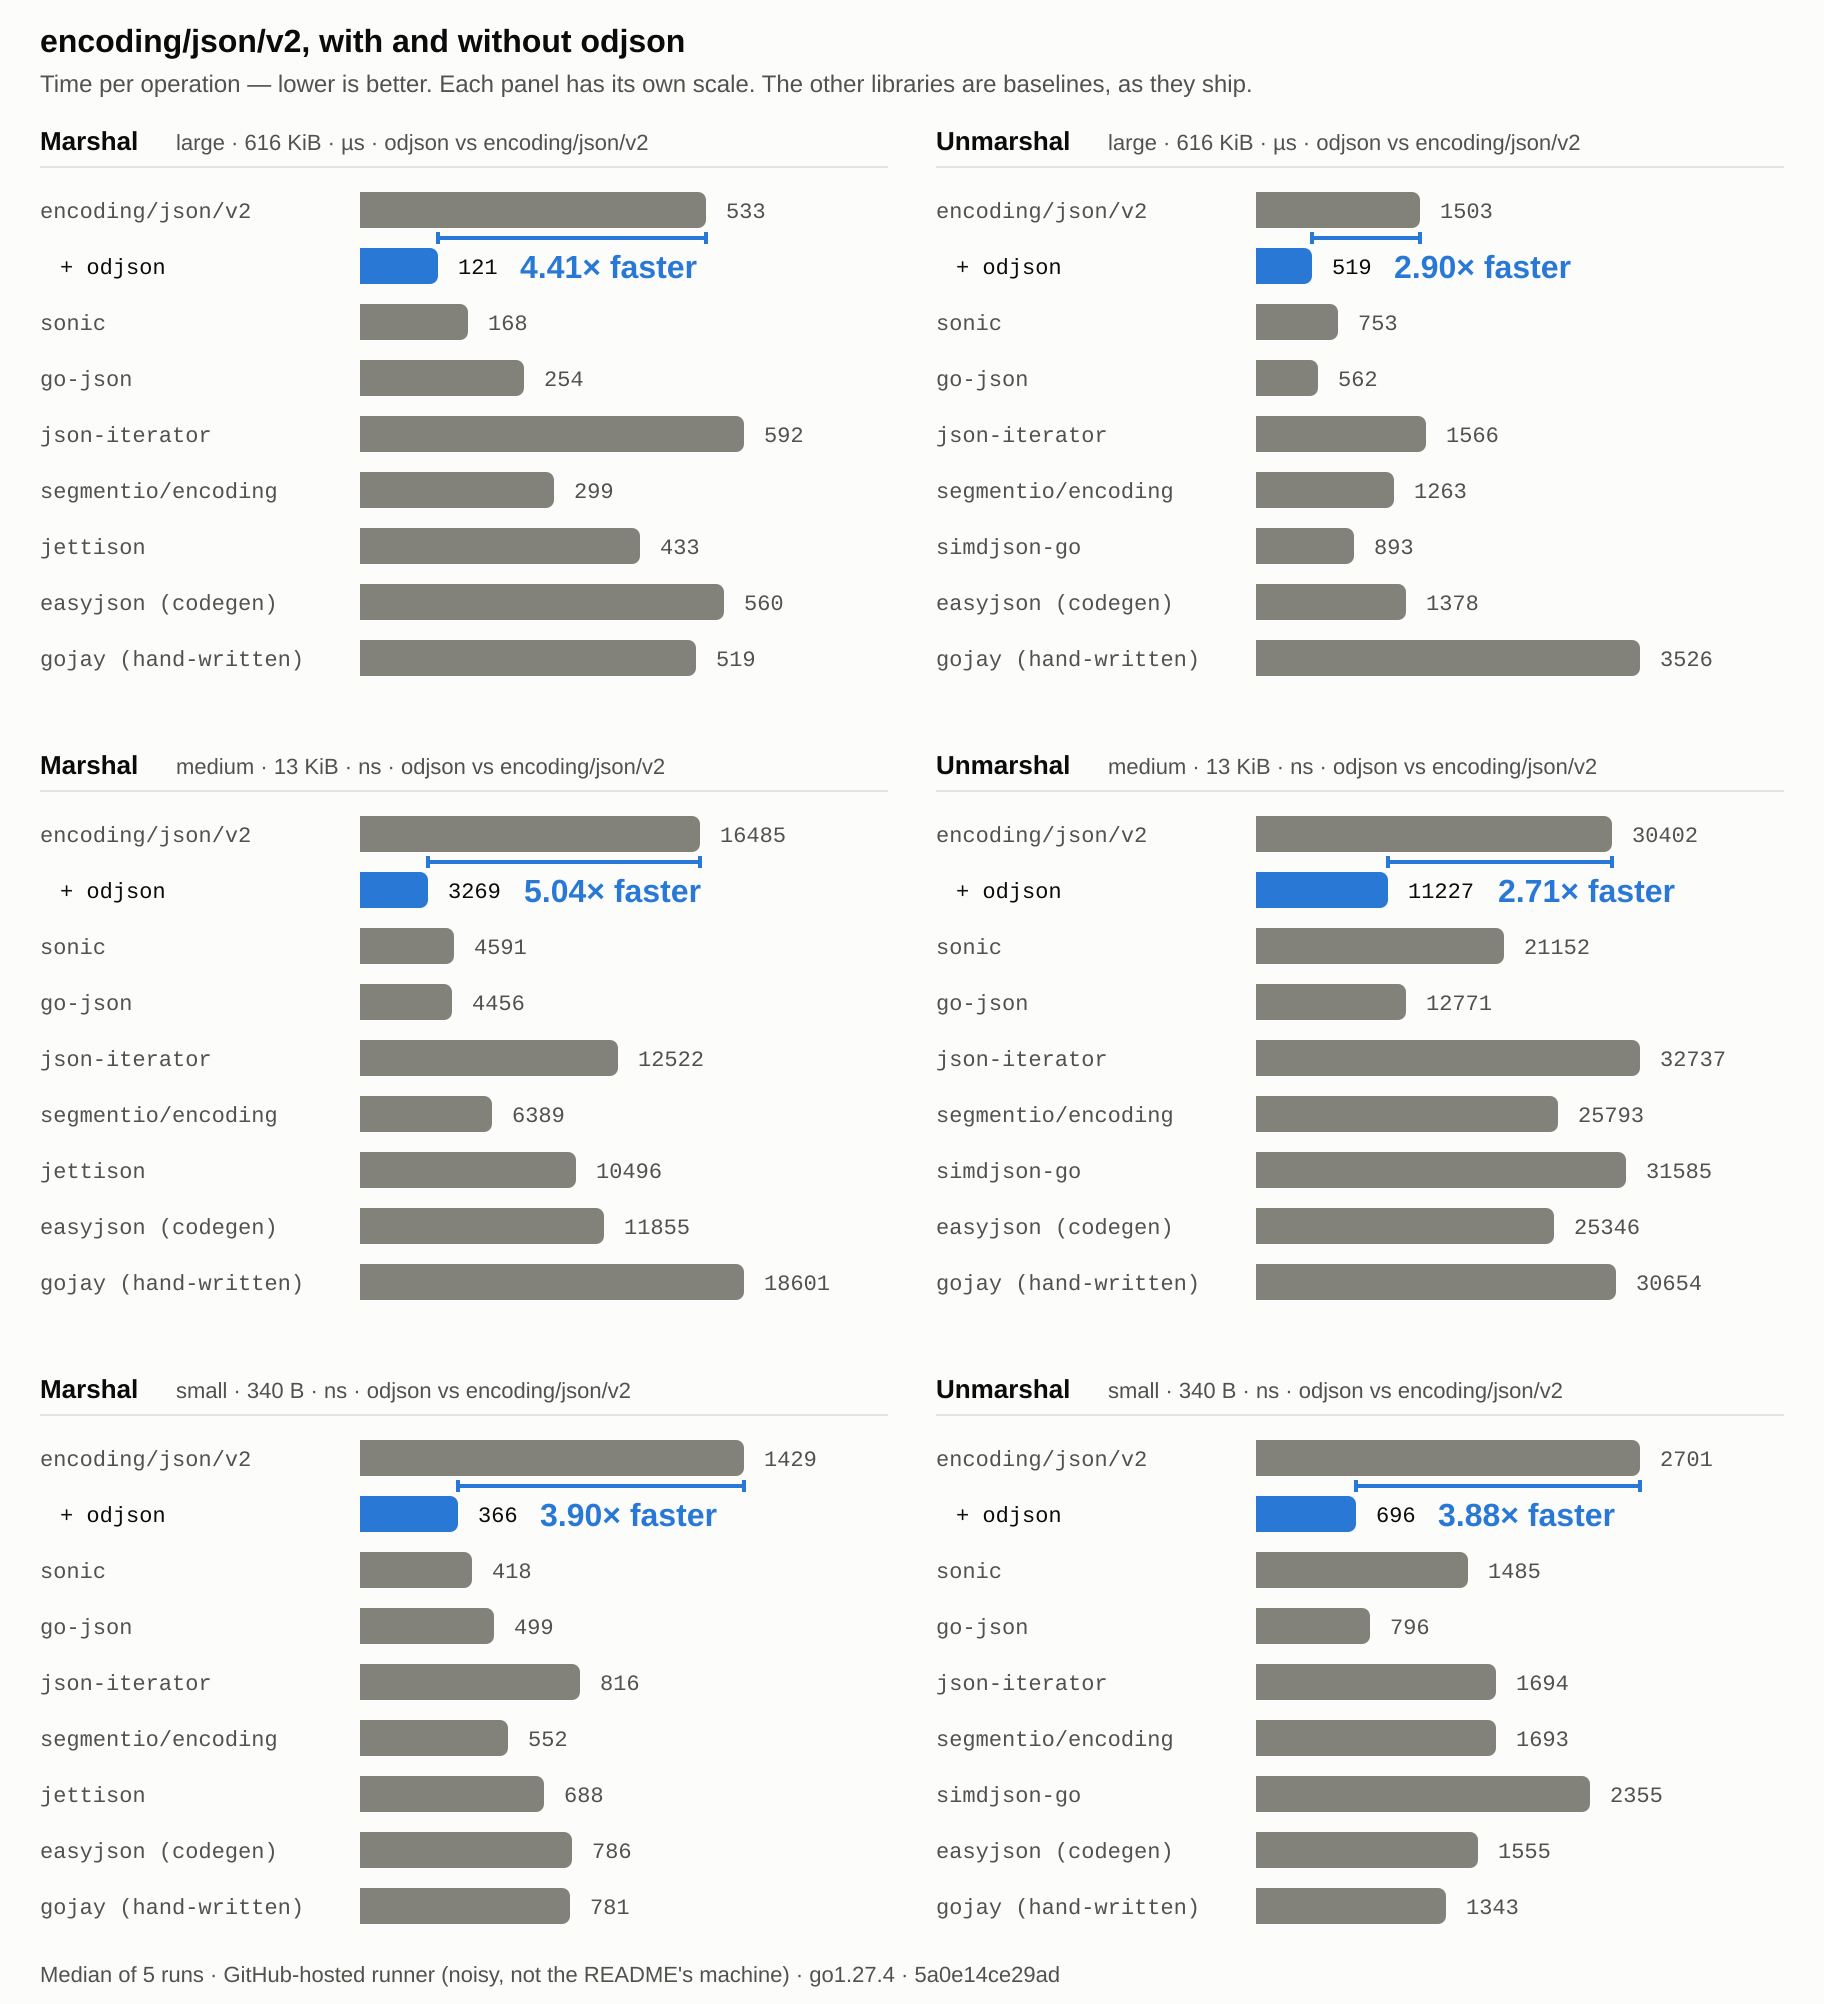 encoding/json/v2, with and without odjson
Time per operation — lower is better. Each panel has its own scale. The other libraries are baselines, as they ship.
Marshal large · 616 KiB · µs · odjson vs encoding/json/v2
encoding/json/v2 533
+ odjson 121 4.41× faster
sonic 168
go-json 254
json-iterator 592
segmentio/encoding 299
jettison 433
easyjson (codegen) 560
gojay (hand-written) 519
Unmarshal large · 616 KiB · µs · odjson vs encoding/json/v2
encoding/json/v2 1503
+ odjson 519 2.90× faster
sonic 753
go-json 562
json-iterator 1566
segmentio/encoding 1263
simdjson-go 893
easyjson (codegen) 1378
gojay (hand-written) 3526
Marshal medium · 13 KiB · ns · odjson vs encoding/json/v2
encoding/json/v2 16485
+ odjson 3269 5.04× faster
sonic 4591
go-json 4456
json-iterator 12522
segmentio/encoding 6389
jettison 10496
easyjson (codegen) 11855
gojay (hand-written) 18601
Unmarshal medium · 13 KiB · ns · odjson vs encoding/json/v2
encoding/json/v2 30402
+ odjson 11227 2.71× faster
sonic 21152
go-json 12771
json-iterator 32737
segmentio/encoding 25793
simdjson-go 31585
easyjson (codegen) 25346
gojay (hand-written) 30654
Marshal small · 340 B · ns · odjson vs encoding/json/v2
encoding/json/v2 1429
+ odjson 366 3.90× faster
sonic 418
go-json 499
json-iterator 816
segmentio/encoding 552
jettison 688
easyjson (codegen) 786
gojay (hand-written) 781
Unmarshal small · 340 B · ns · odjson vs encoding/json/v2
encoding/json/v2 2701
+ odjson 696 3.88× faster
sonic 1485
go-json 796
json-iterator 1694
segmentio/encoding 1693
simdjson-go 2355
easyjson (codegen) 1555
gojay (hand-written) 1343
Median of 5 runs · GitHub-hosted runner (noisy, not the README's machine) · go1.27.4 · 5a0e14ce29ad